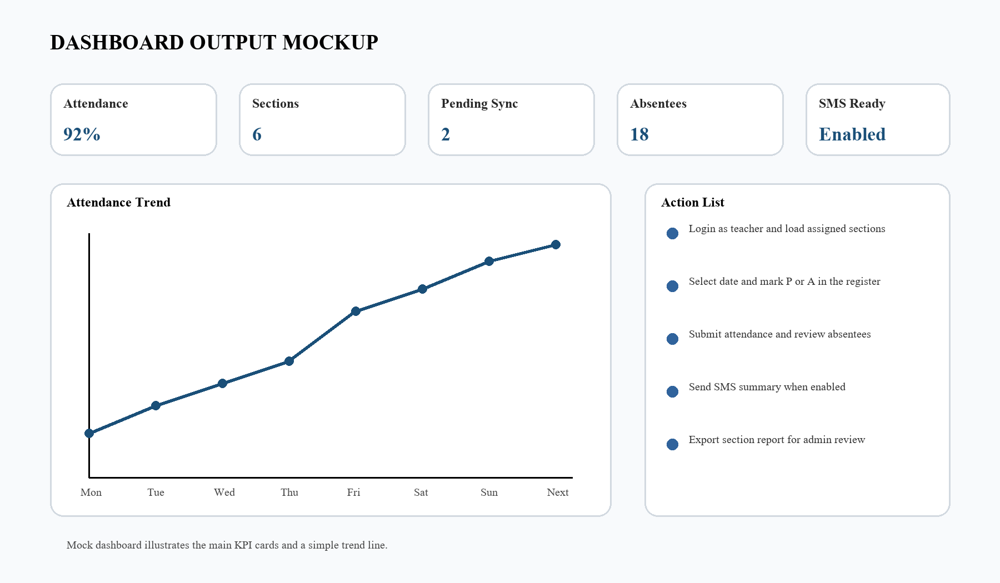 DASHBOARD OUTPUT MOCKUP
Attendance
92%
Sections
6
Pending Sync
2
Absentees
18
SMS Ready
Enabled
Attendance Trend
Mon Tue Wed Thu Fri Sat Sun Next
Action List
Login as teacher and load assigned sections
Select date and mark P or A in the register
Submit attendance and review absentees
Send SMS summary when enabled
Export section report for admin review
Mock dashboard illustrates the main KPI cards and a simple trend line.